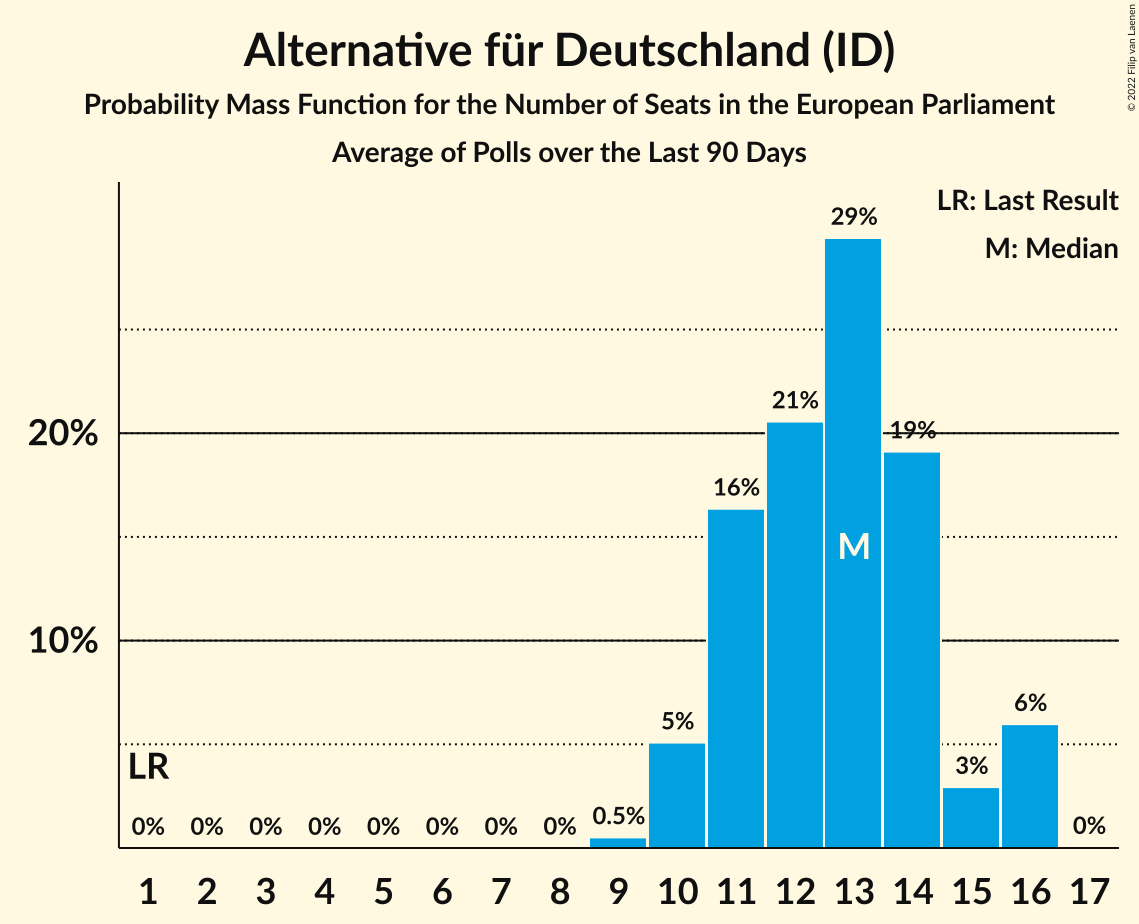 Alternative für Deutschland (ID)
Probability Mass Function for the Number of Seats in the European Parliament
Average of Polls over the Last 90 Days
© 2022 Filip van Laenen
LR: Last Result
M: Median
29%
21%
20%
19%
16%
M
10%
6%
5%
3%
LR
0.5%
0% 0% 0% 0% 0% 0% 0% 0% 0%
1 2 3 4 5 6 7 8 9 10 11 12 13 14 15 16 17